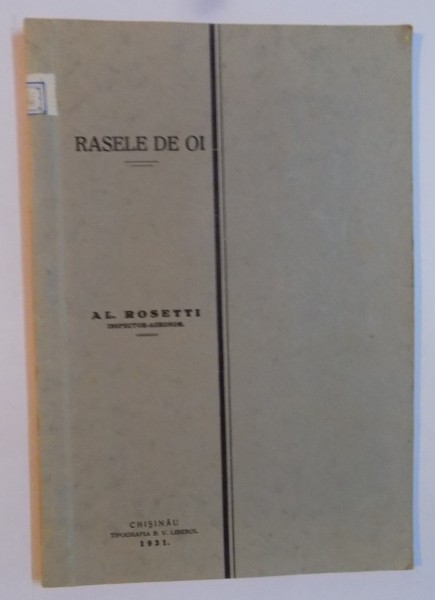 RASELE DE OI
AL. ROSETTI
INSPECTOR-AGRONOM.
CHIȘINĂU
TIPOGRAFIA B. V. LIBEROL
1931.